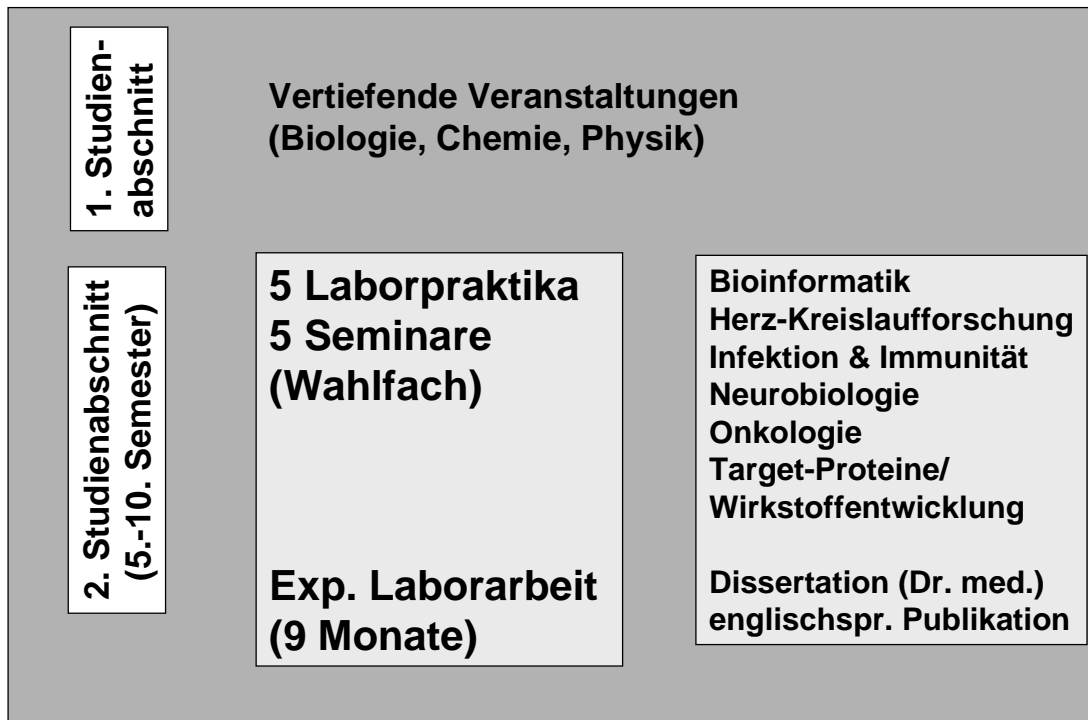 1. Studien-
abschnitt
Vertiefende Veranstaltungen
(Biologie, Chemie, Physik)
2. Studienabschnitt
(5.-10. Semester)
5 Laborpraktika
5 Seminare
(Wahlfach)
Exp. Laborarbeit
(9 Monate)
Bioinformatik
Herz-Kreislaufforschung
Infektion & Immunität
Neurobiologie
Onkologie
Target-Proteine/
Wirkstoffentwicklung
Dissertation (Dr. med.)
englischspr. Publikation